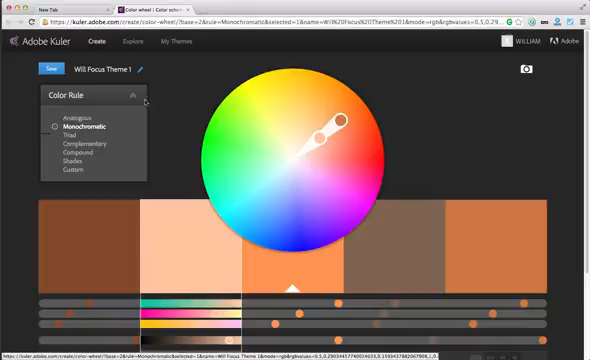 New Tab
Color wheel | Color schem
https://kuler.adobe.com/create/color-wheel/?base=2&rule=Monochromatic&selected=1&name=Will%20Focus%20Theme%201&mode=rgb&rgbvalues=0.5,0.29
Adobe Kuler
Create
Explore
My Themes
WILLIAM
Adobe
Save
Will Focus Theme 1
Color Rule
Analogous
Monochromatic
Triad
Complementary
Compound
Shades
Custom